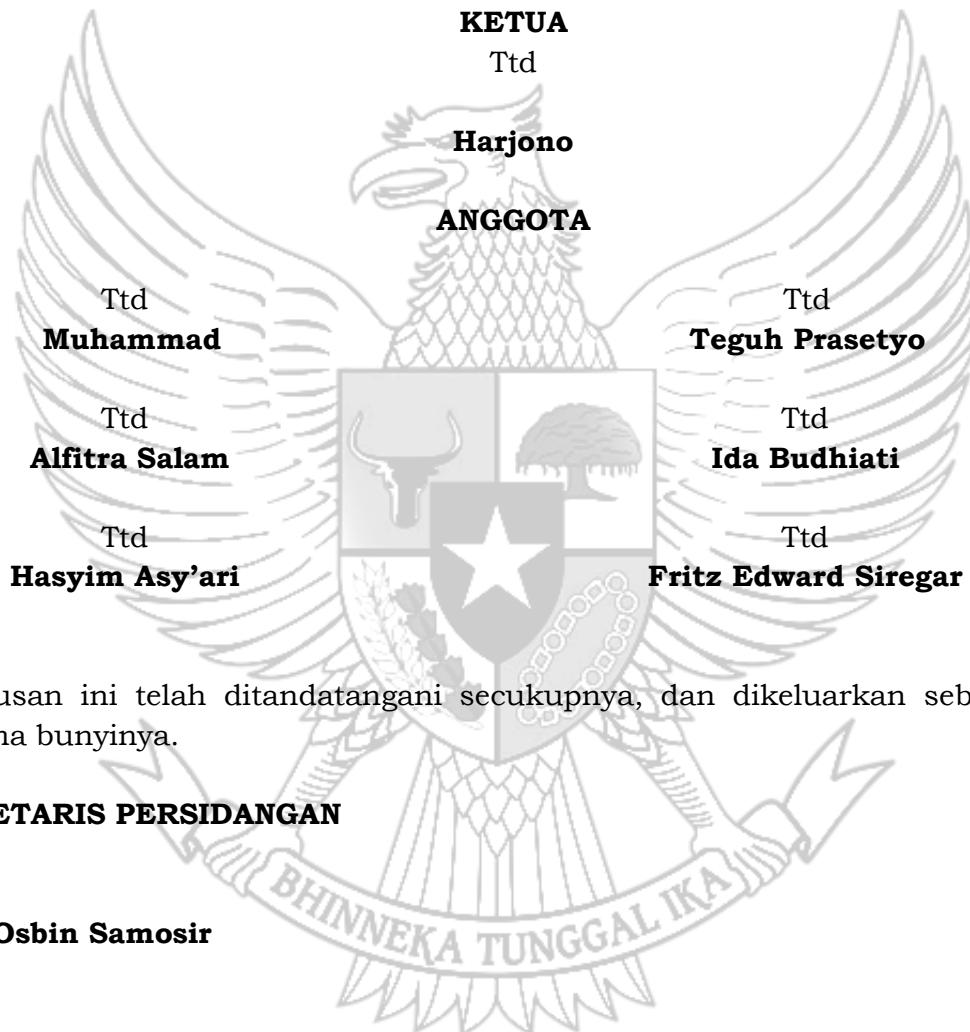 KETUA
Ttd
Harjono
ANGGOTA
Ttd Ttd
Muhammad Teguh Prasetyo
Ttd Ttd
Alfitra Salam Ida Budhiati
Ttd Ttd
Hasyim Asy’ari Fritz Edward Siregar
usan ini telah ditandatangani secukupnya, dan dikeluarkan seb
na bunyinya.
ETARIS PERSIDANGAN
Osbin Samosir
BHINNEKA TUNGGAL IKA